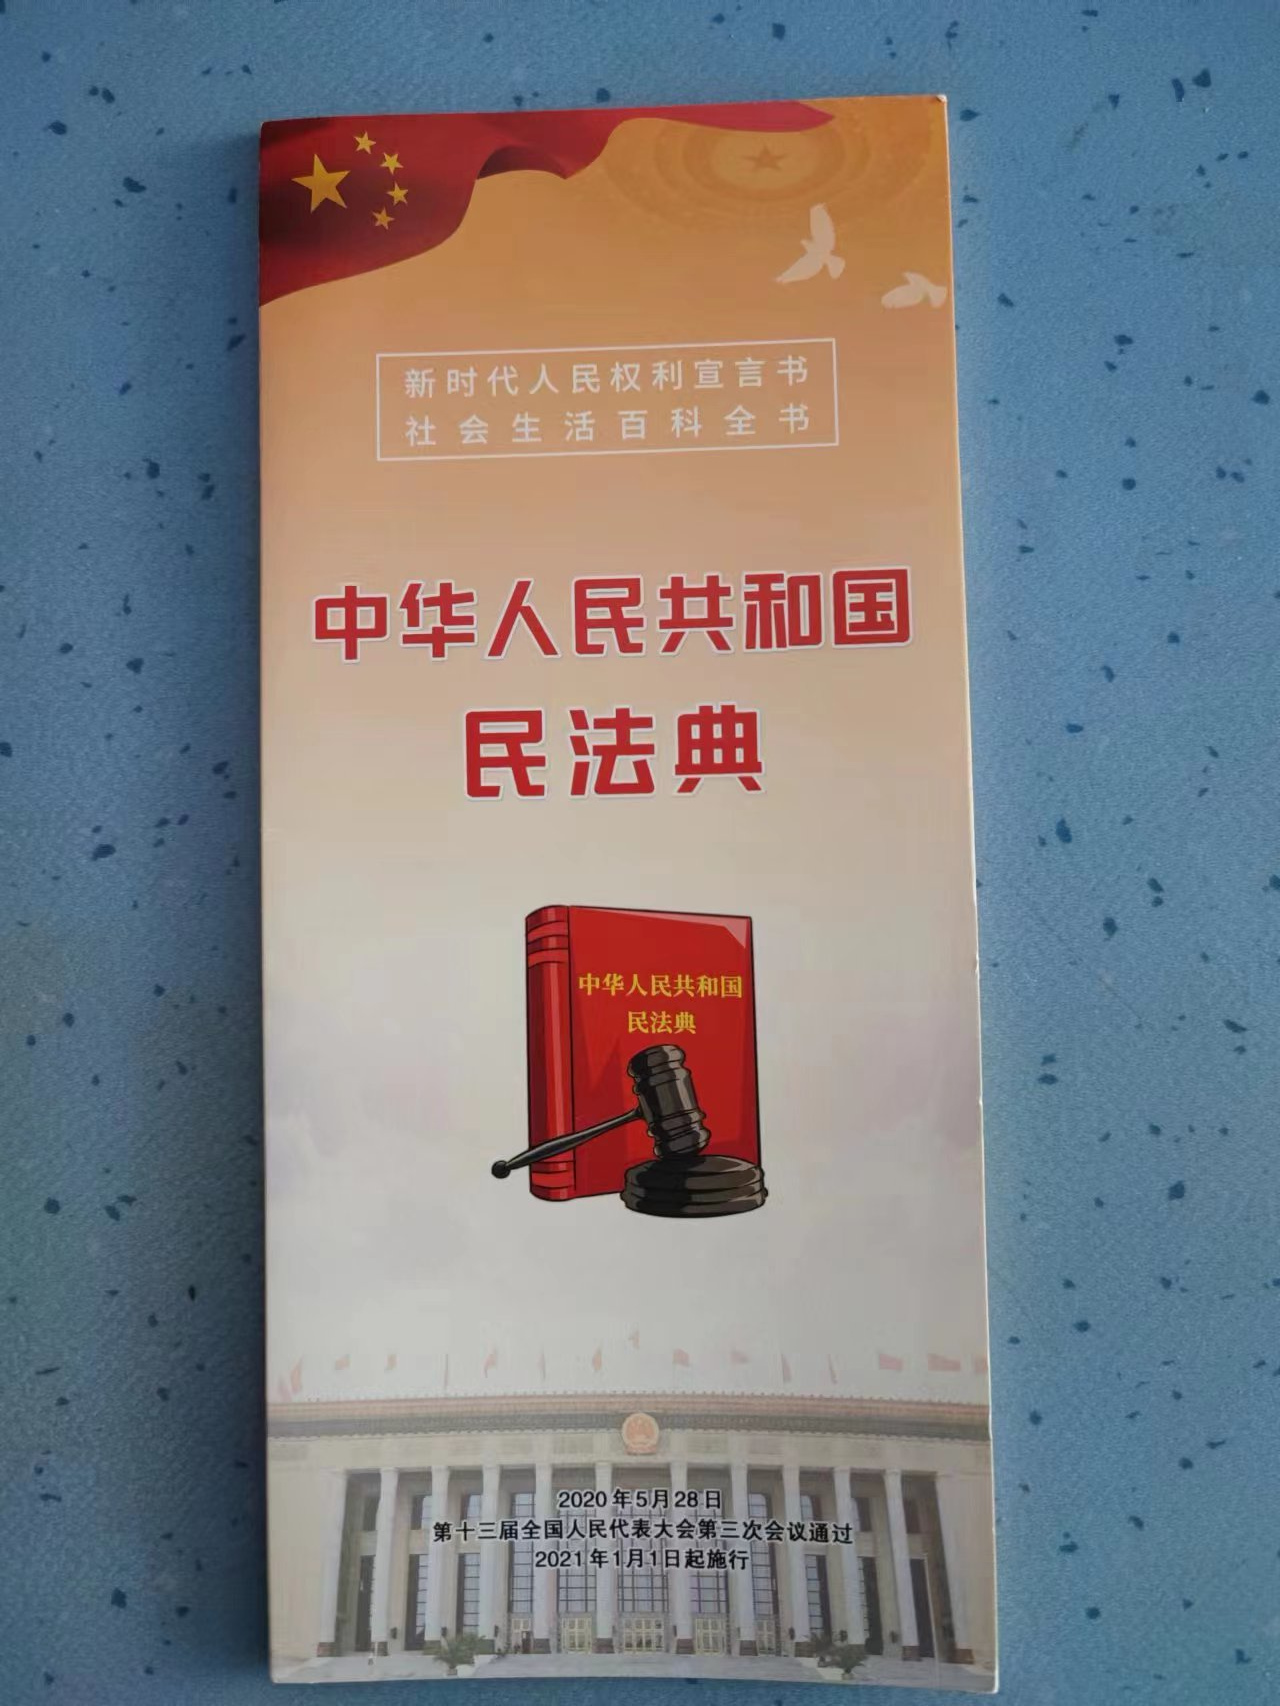 新时代人民权利宣言书
社会生活百科全书
中华人民共和国
民法典
中华人民共和国
民法典
2020年5月28日
第十三届全国人民代表大会第三次会议通过
2021年1月1日起施行